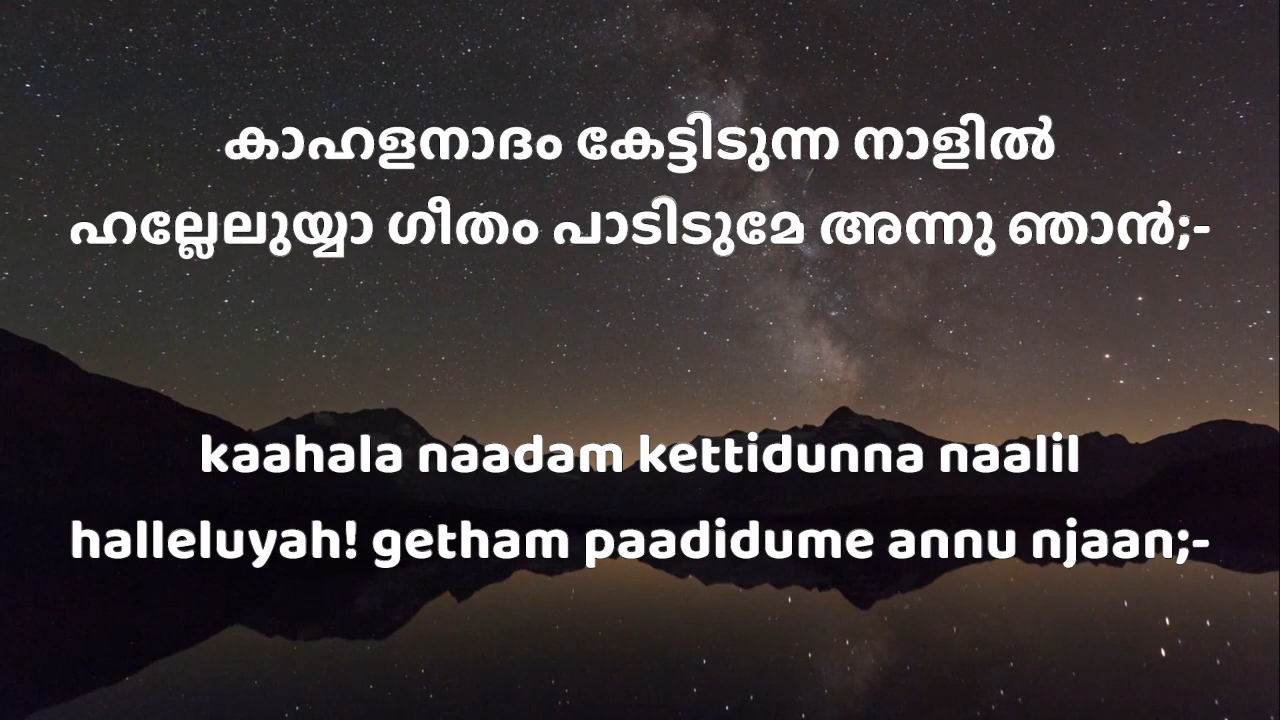 കാഹളനാദം കേട്ടിടുന്ന നാളിൽ
ഹല്ലേലുയ്യാ ഗീതം പാടിടുമേ അന്നു ഞാൻ;-
kaahala naadam kettidunna naalil
halleluyah! getham paadidume annu njaan;-